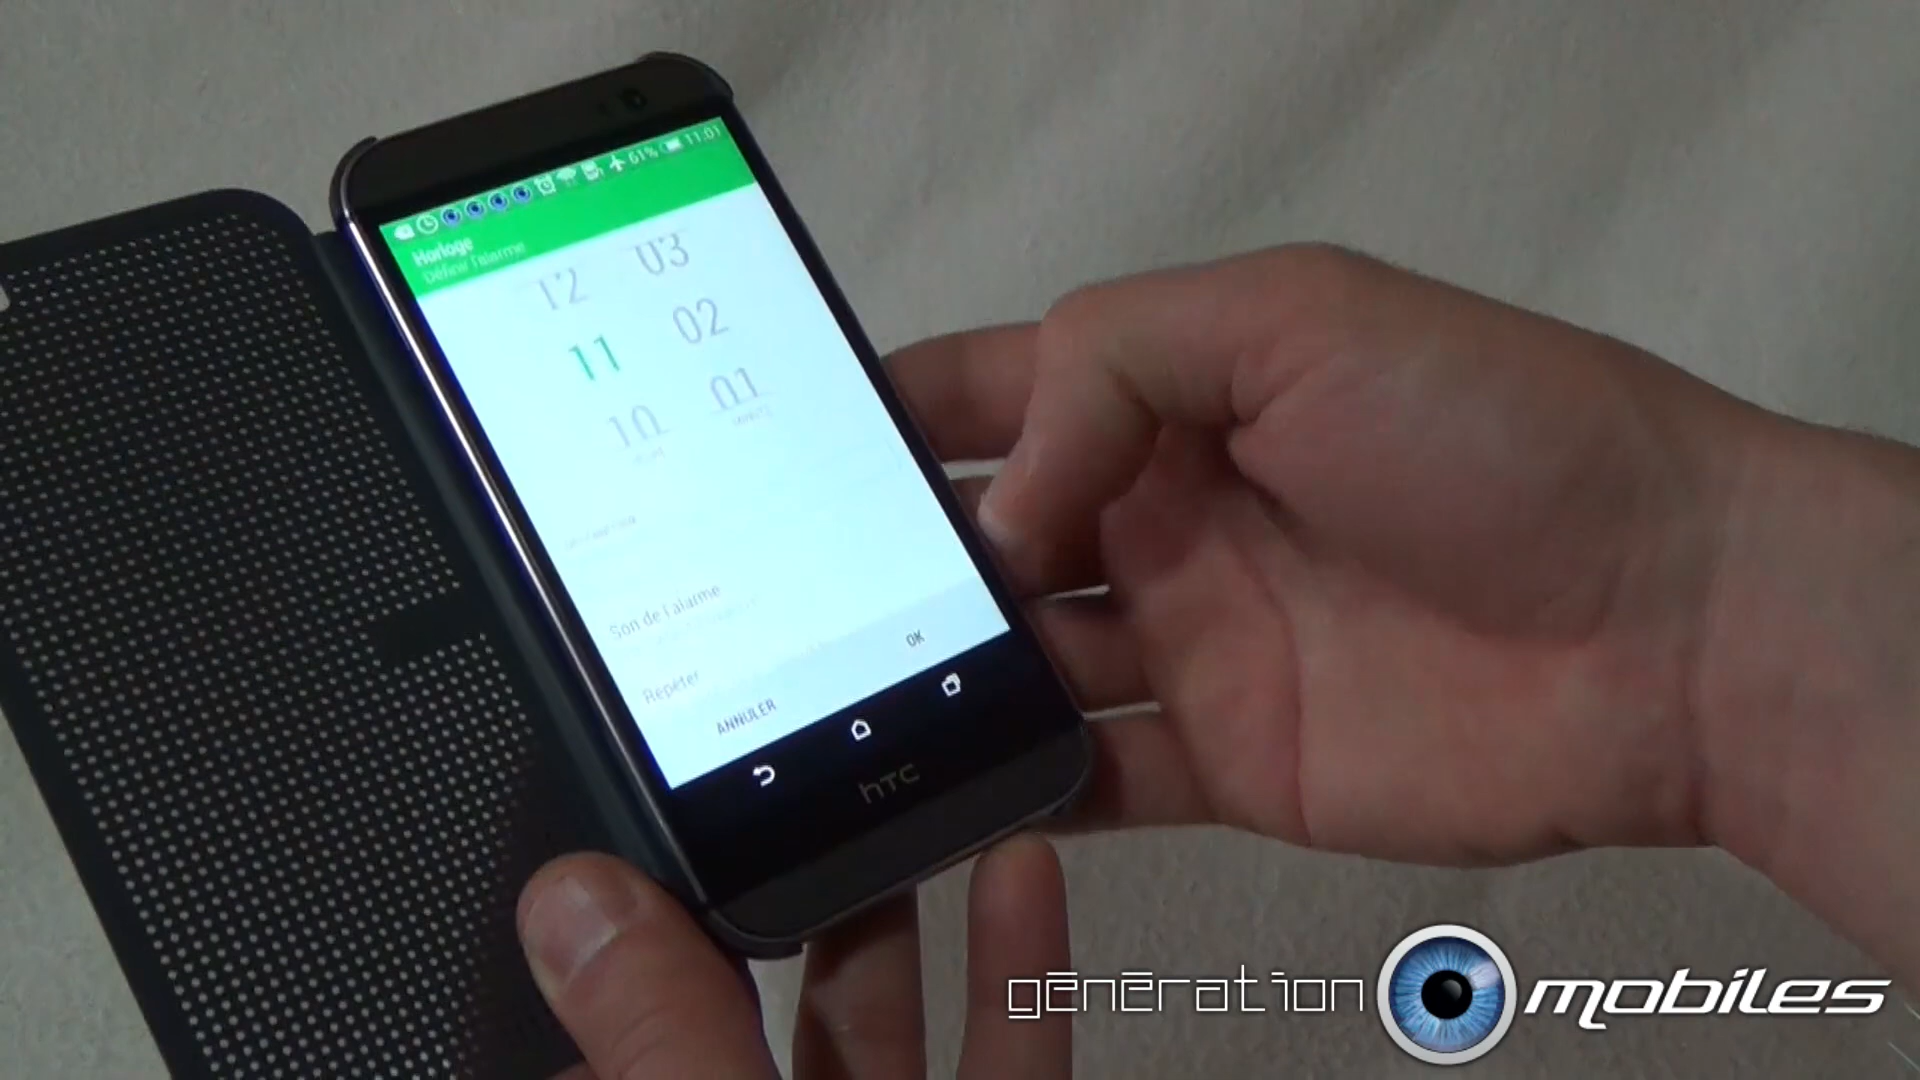 61% 11:01
Horloge
Définir l'alarme
12 03
11 02
10 01
Son de l'alarme
Répéter
ANNULER OK
hTC
génération mobiles